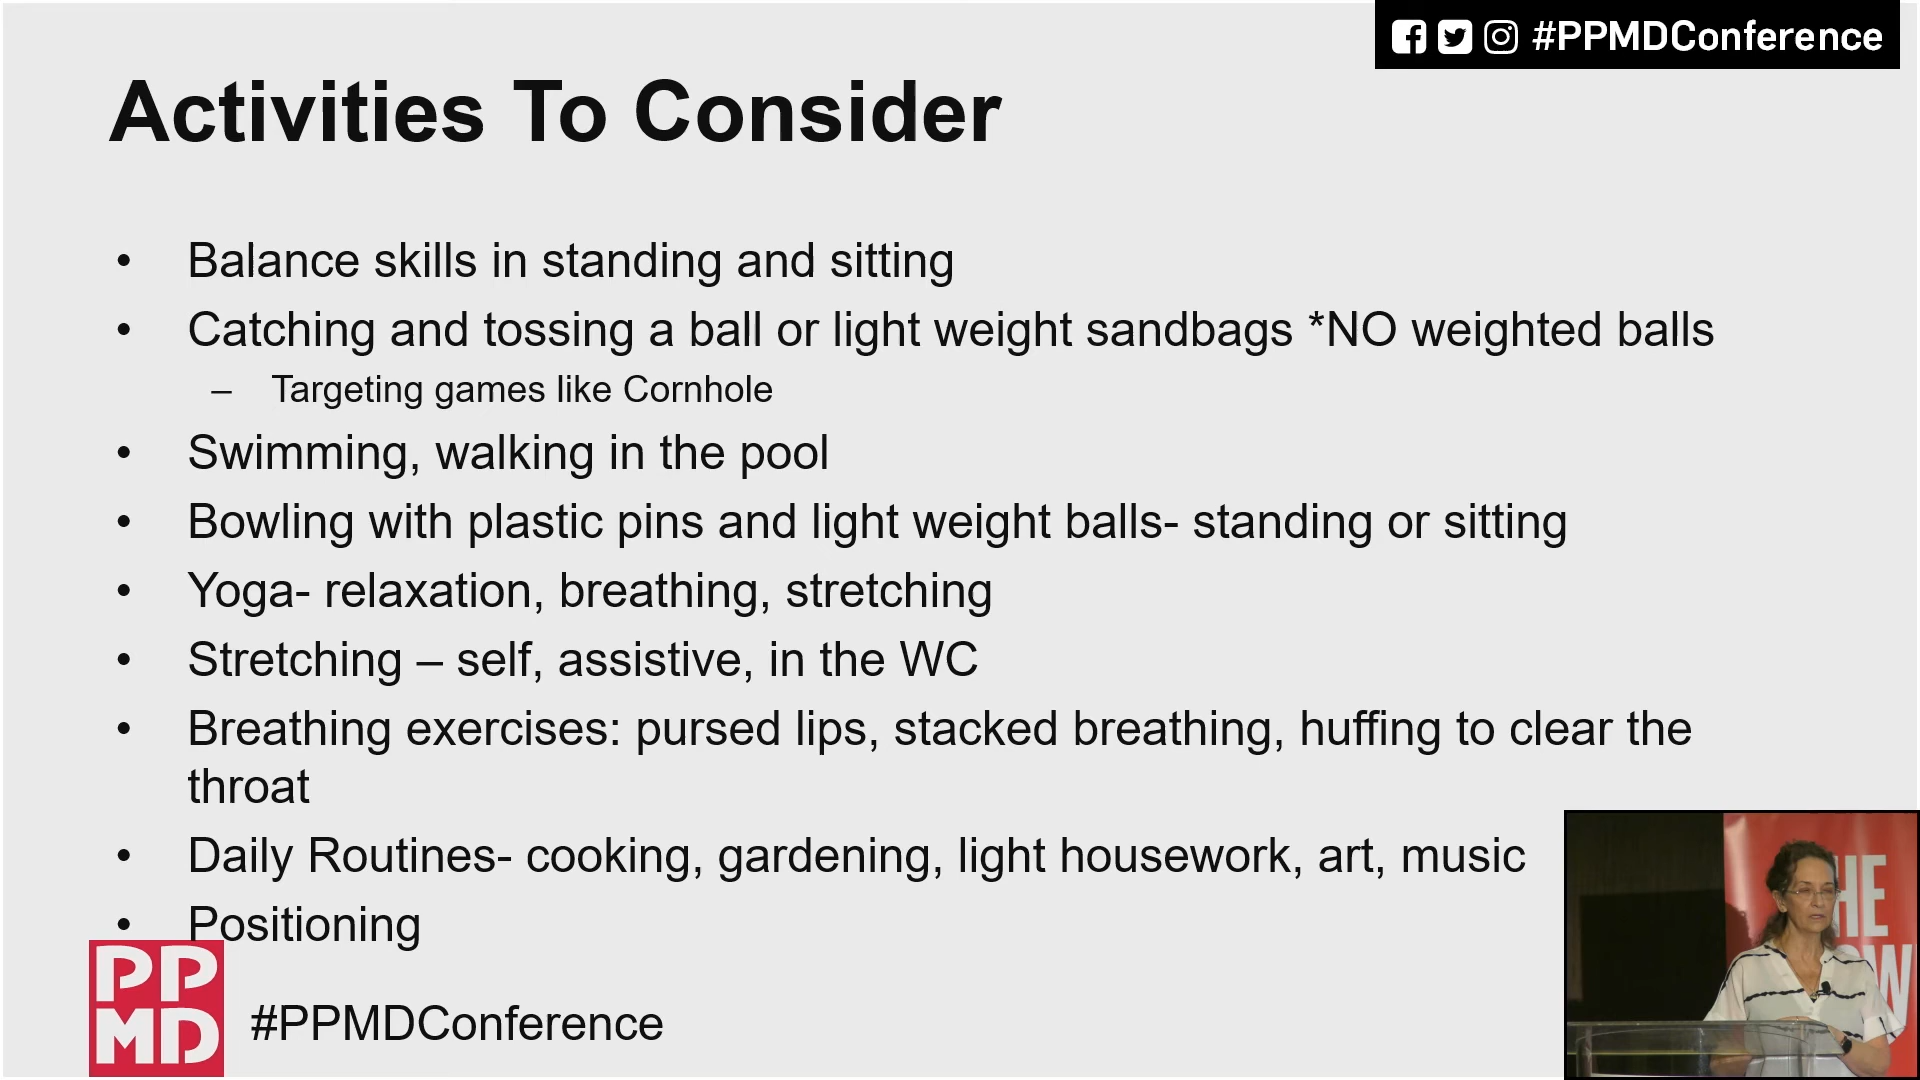 #PPMDConference
Activities To Consider
• Balance skills in standing and sitting
• Catching and tossing a ball or light weight sandbags *NO weighted balls
– Targeting games like Cornhole
• Swimming, walking in the pool
• Bowling with plastic pins and light weight balls- standing or sitting
• Yoga- relaxation, breathing, stretching
• Stretching – self, assistive, in the WC
• Breathing exercises: pursed lips, stacked breathing, huffing to clear the
throat
• Daily Routines- cooking, gardening, light housework, art, music
• Positioning
PP
MD
#PPMDConference